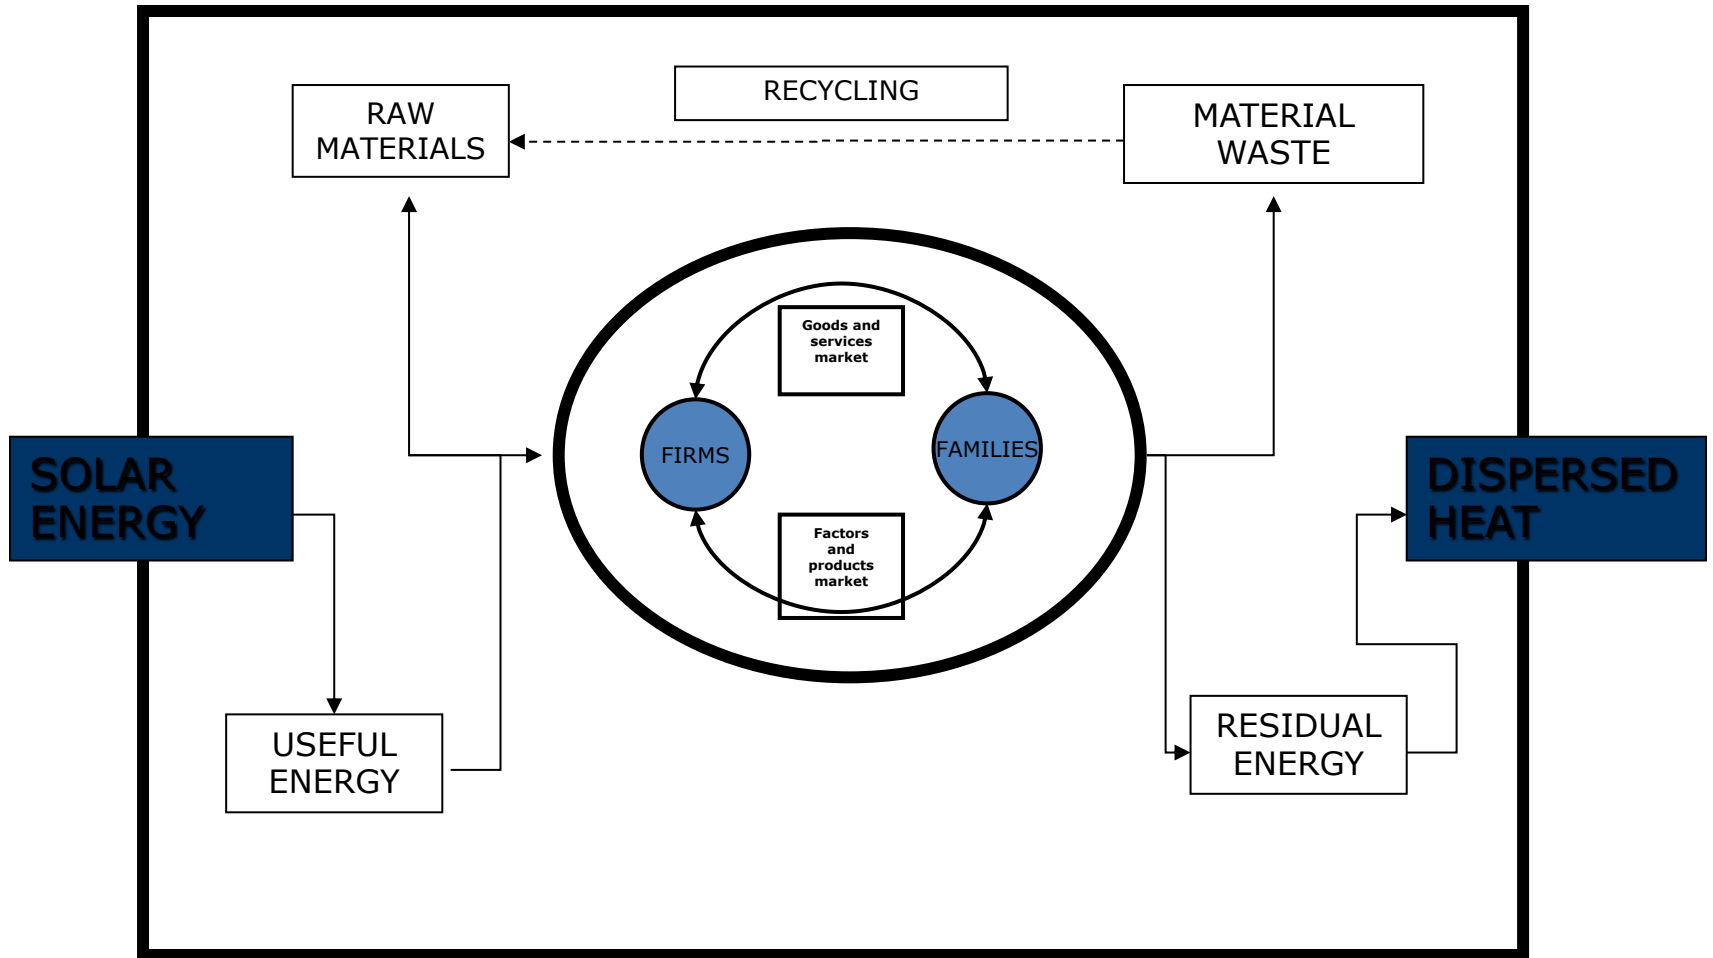 RECYCLING
RAW
MATERIALS
MATERIAL
WASTE
Goods and
services
market
FIRMS
FAMILIES
SOLAR
ENERGY
DISPERSED
HEAT
Factors
and
products
market
USEFUL
ENERGY
RESIDUAL
ENERGY